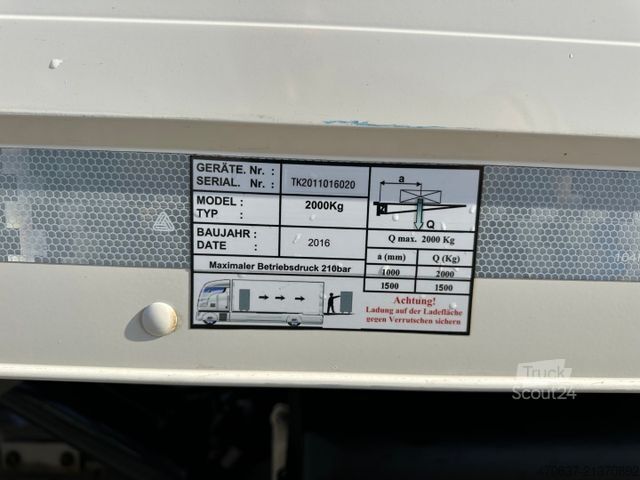 GERÄTE. Nr. :
SERIAL. Nr. :
TK2011016020
MODEL :
TYP :
2000Kg
BAUJAHR :
DATE :
2016
Maximaler Betriebsdruck 210bar
a
Q
Q max. 2000 Kg
a (mm) Q (Kg)
1000 2000
1500 1500
Achtung!
Ladung auf der Ladefläche
gegen Verrutschen sichern
Truck
Scout24